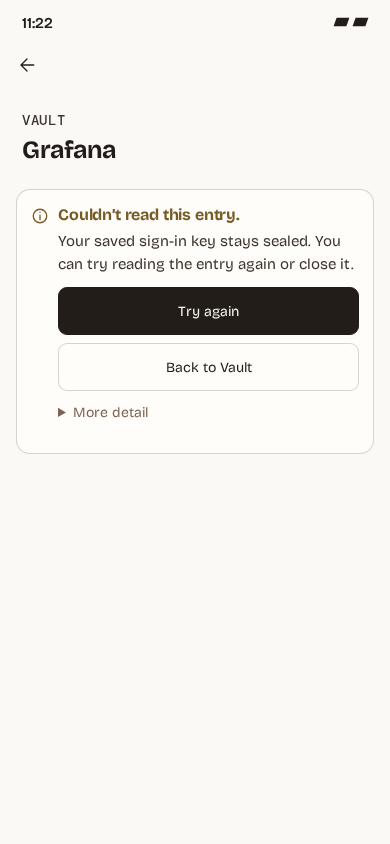 11:22
VAULT
Grafana
Couldn't read this entry.
Your saved sign-in key stays sealed. You
can try reading the entry again or close it.
Try again
Back to Vault
More detail